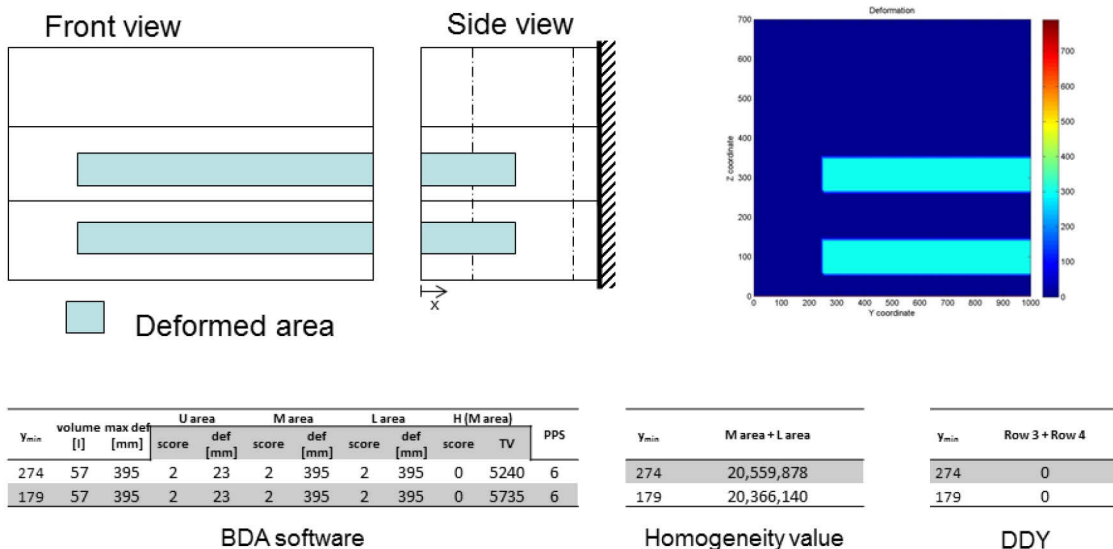 Front view
Side view
x
Deformed area
Deformation
700
600
500
400
300
200
100
0
Z coordinate
0 100 200 300 400 500 600 700 800 900 1000
Y coordinate
700
600
500
400
300
200
100
0
y_min volume [l] max def [mm] U area M area L area H (M area) PPS
score def [mm] score def [mm] score def [mm] score TV
274 57 395 2 23 2 395 2 395 0 5240 6
179 57 395 2 23 2 395 2 395 0 5735 6
BDA software
y_min M area + L area
274 20,559,878
179 20,366,140
Homogeneity value
y_min Row 3 + Row 4
274 0
179 0
DDY